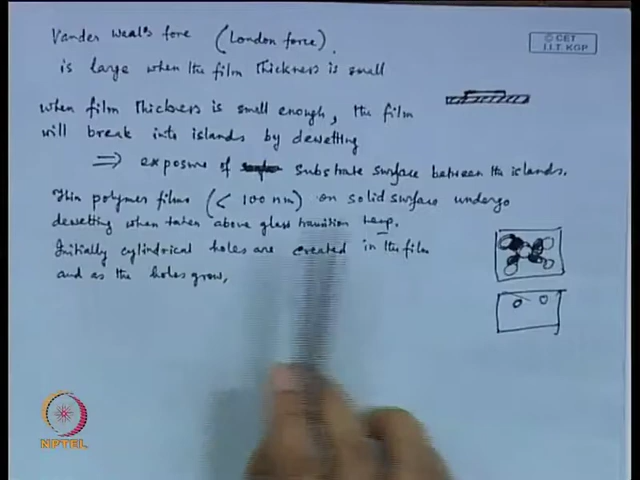 Vander Weal's force (London force).
© CET
I.I.T. KGP
is large when the film thickness is small
when film thickness is small enough, the film
will break into islands by dewetting
⇒ exposure of substrate surface between the islands.
Thin polymer films (< 100 nm) on solid surface undergo
dewetting when taken above glass transition temp.
Initially cylindrical holes are created in the film
and as the holes grow,
NPTEL